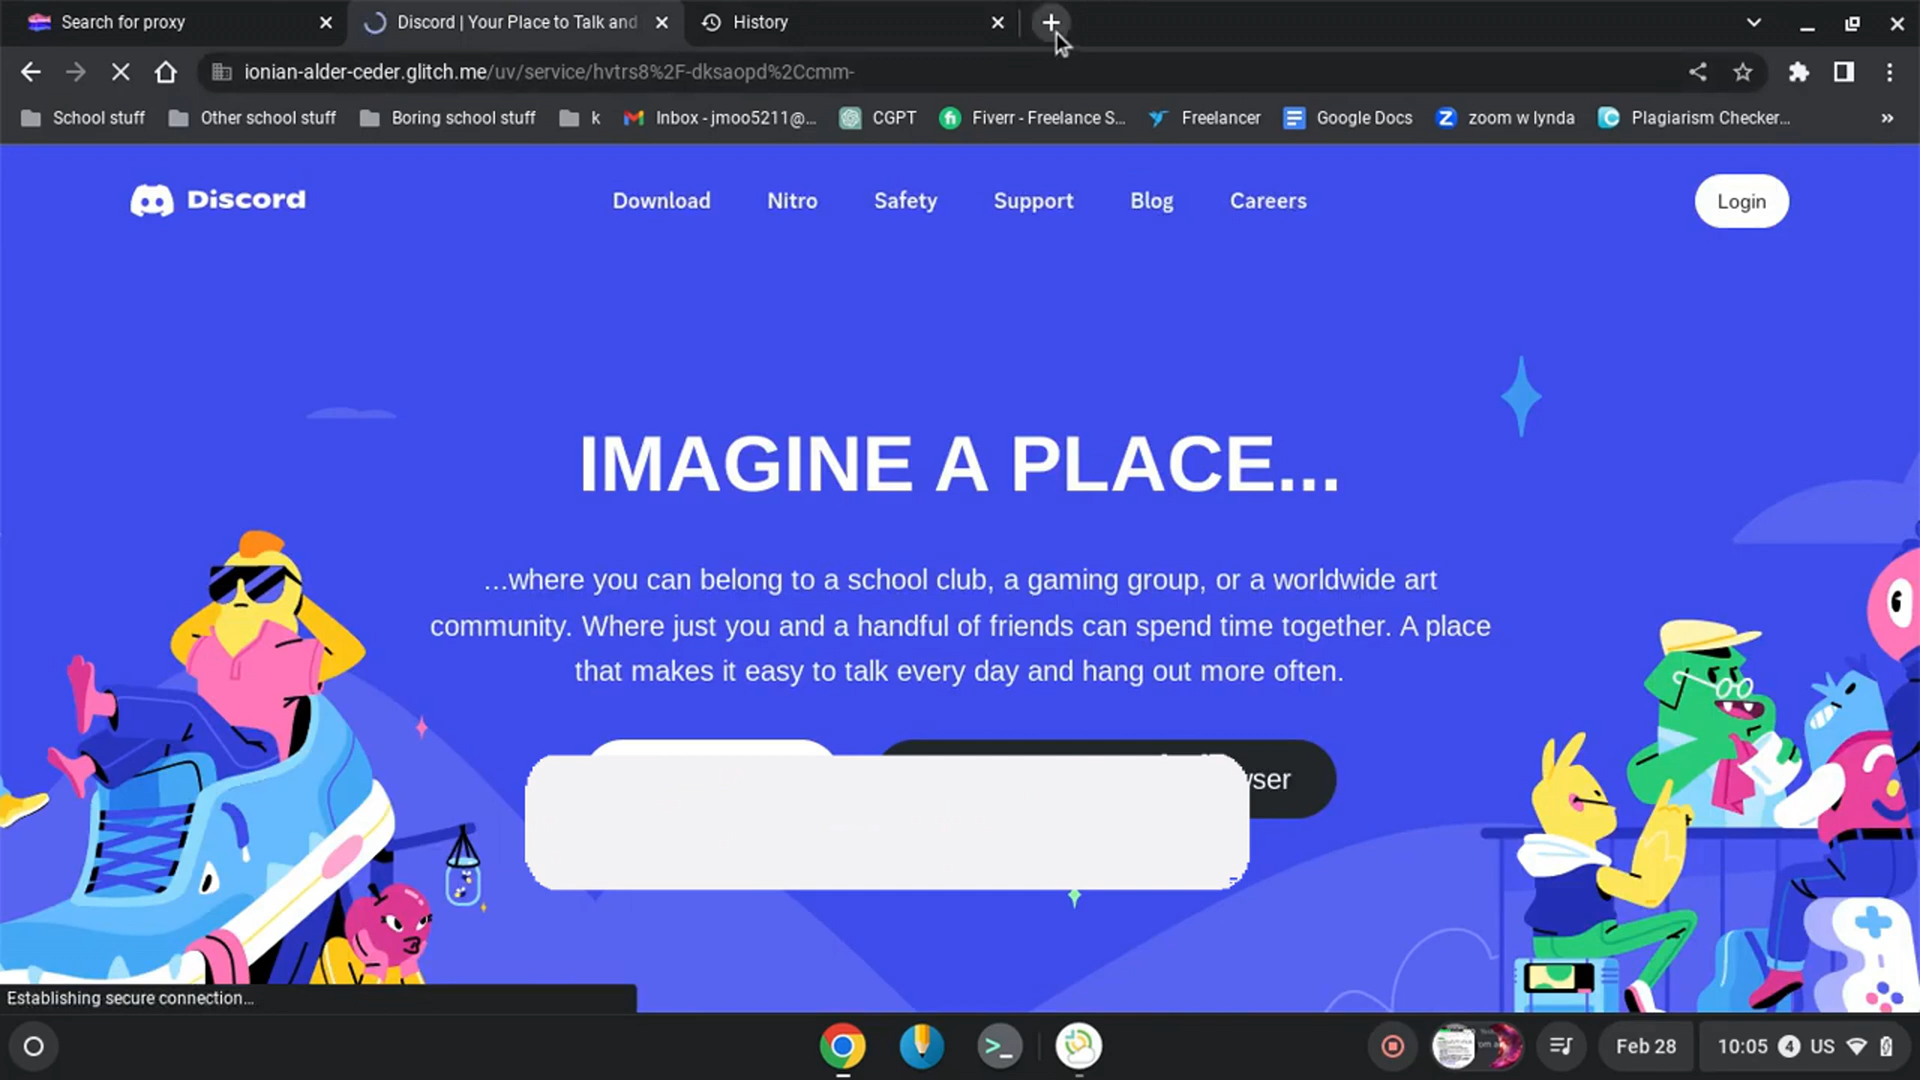 Search for proxy
Discord | Your Place to Talk and
History
ionian-alder-ceder.glitch.me/uv/service/hvtrs8%2F-dksaopd%2Ccmm-
School stuff
Other school stuff
Boring school stuff
k
Inbox - jmoo5211@...
CGPT
Fiverr - Freelance S...
Freelancer
Google Docs
zoom w lynda
Plagiarism Checker...
Discord
Download
Nitro
Safety
Support
Blog
Careers
Login
IMAGINE A PLACE...
...where you can belong to a school club, a gaming group, or a worldwide art
community. Where just you and a handful of friends can spend time together. A place
that makes it easy to talk every day and hang out more often.
Establishing secure connection...
Feb 28
10:05
4
US